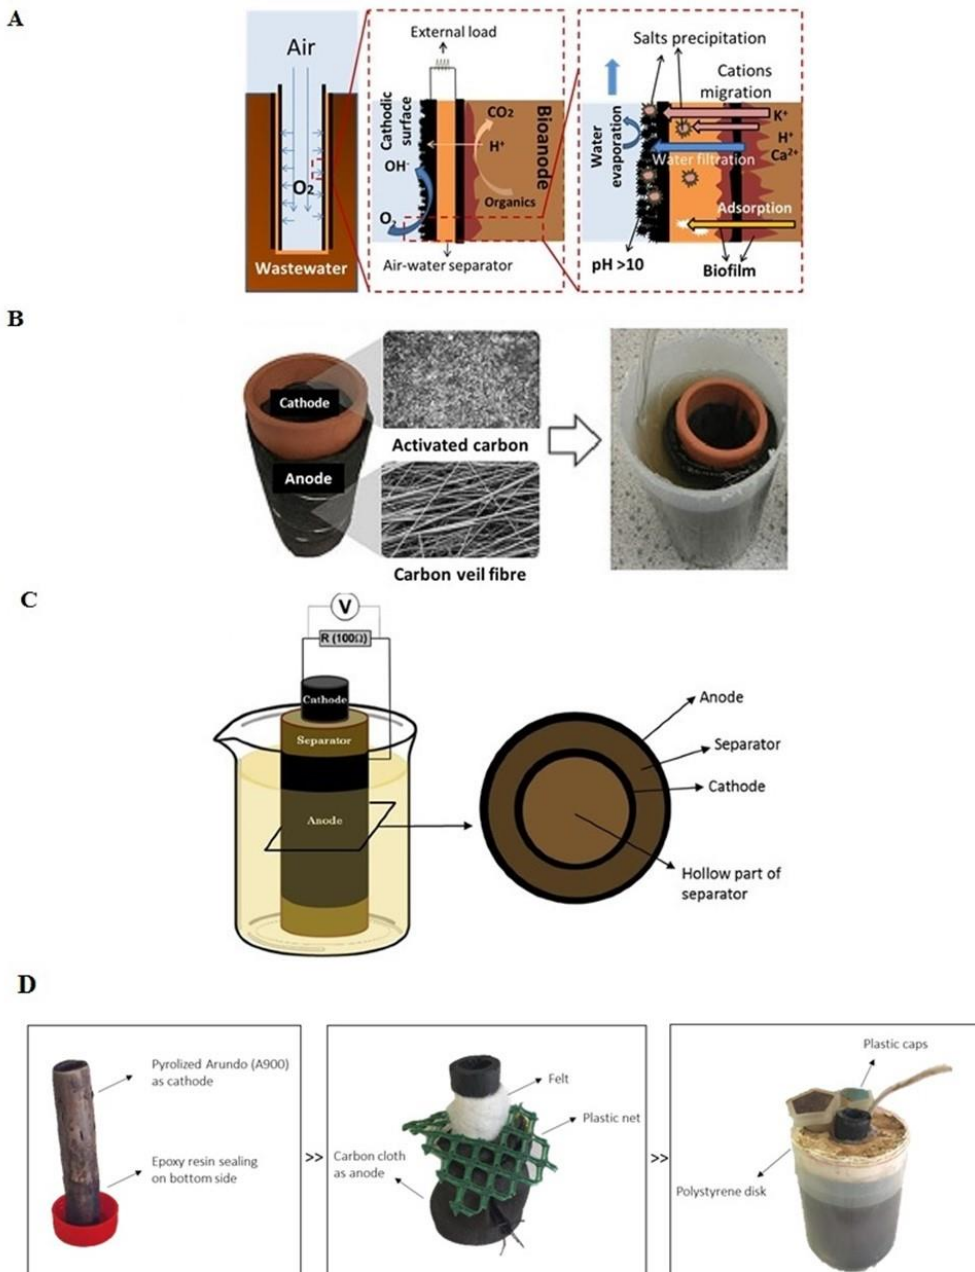 A
Air
O₂
Wastewater
External load
Cathodic
surface
OH⁻
O₂
CO2
H⁺
Organics
Bioanode
Air-water separator
Salts precipitation
Cations
migration
K⁺
H⁺
Ca²⁺
Water
evaporation
Water filtration
Adsorption
pH >10
Biofilm
B
Cathode
Anode
Activated carbon
Carbon veil fibre
C
V
R (100Ω)
Cathode
Separator
Anode
Anode
Separator
Cathode
Hollow part of
separator
D
Pyrolized Arundo (A900)
as cathode
Epoxy resin sealing
on bottom side
>>
Felt
Plastic net
Carbon cloth
as anode
>>
Plastic caps
Polystyrene disk